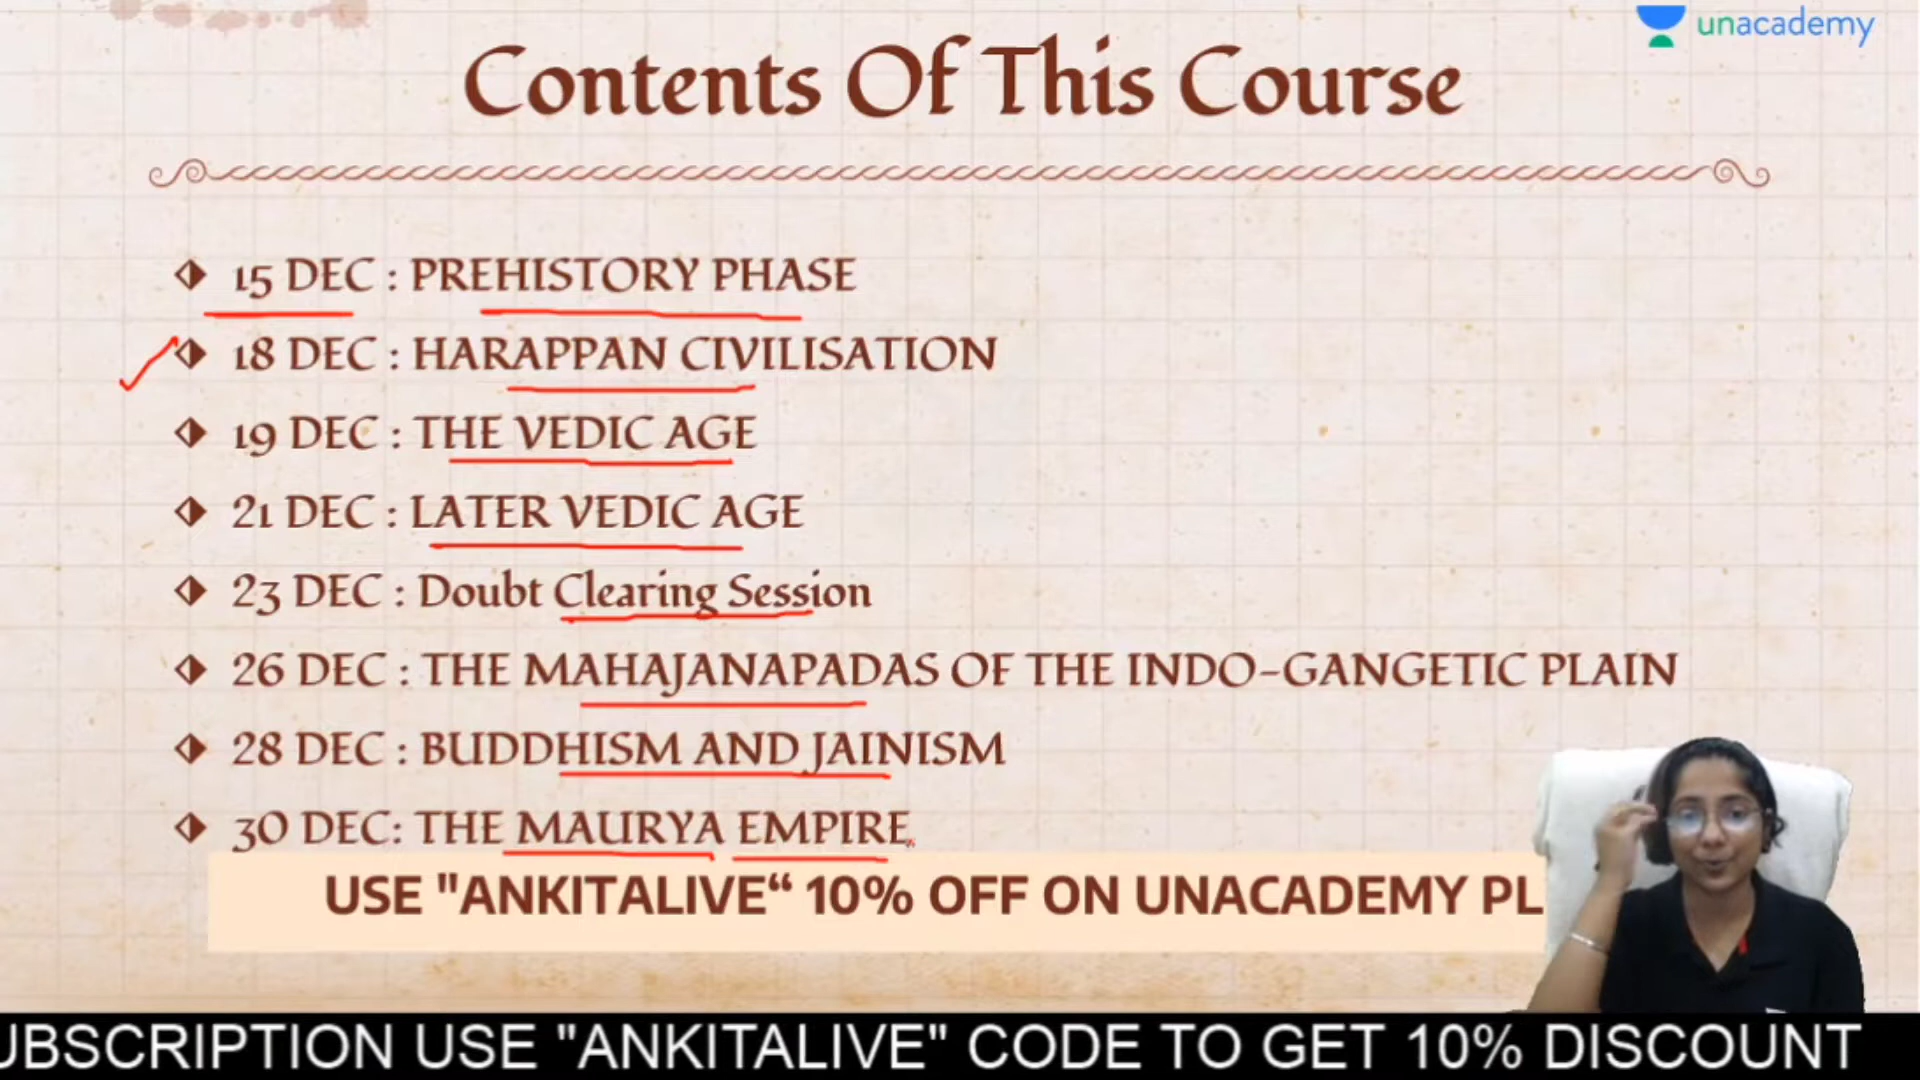 unacademy
Contents Of This Course
15 DEC : PREHISTORY PHASE
18 DEC : HARAPPAN CIVILISATION
19 DEC : THE VEDIC AGE
21 DEC : LATER VEDIC AGE
23 DEC : Doubt Clearing Session
26 DEC : THE MAHAJANAPADAS OF THE INDO-GANGETIC PLAIN
28 DEC : BUDDHISM AND JAINISM
30 DEC: THE MAURYA EMPIRE
USE "ANKITALIVE“ 10% OFF ON UNACADEMY PL
UBSCRIPTION USE "ANKITALIVE" CODE TO GET 10% DISCOUNT